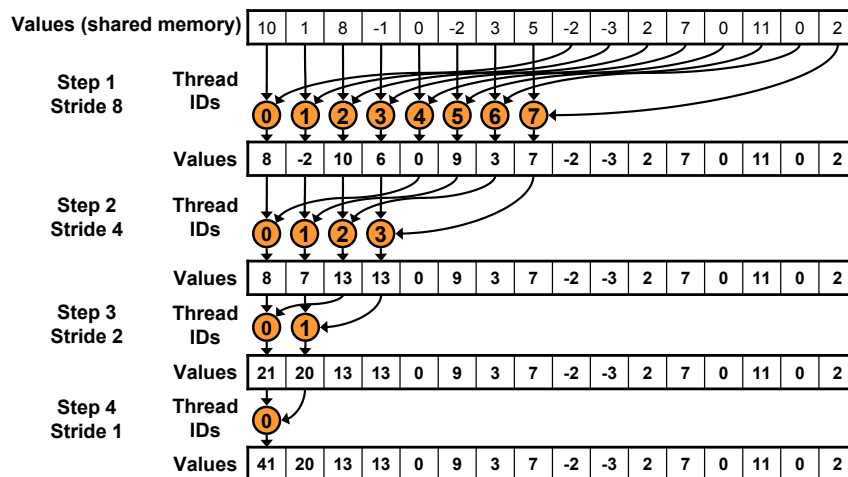 Values (shared memory) 10 1 8 -1 0 -2 3 5 -2 -3 2 7 0 11 0 2
Step 1 Thread
Stride 8 IDs
0 1 2 3 4 5 6 7
Values 8 -2 10 6 0 9 3 7 -2 -3 2 7 0 11 0 2
Step 2 Thread
Stride 4 IDs
0 1 2 3
Values 8 7 13 13 0 9 3 7 -2 -3 2 7 0 11 0 2
Step 3 Thread
Stride 2 IDs
0 1
Values 21 20 13 13 0 9 3 7 -2 -3 2 7 0 11 0 2
Step 4 Thread
Stride 1 IDs
0
Values 41 20 13 13 0 9 3 7 -2 -3 2 7 0 11 0 2